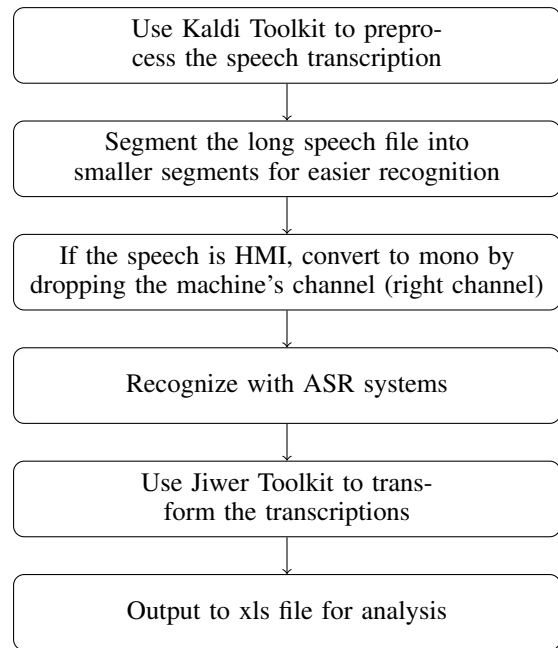 Use Kaldi Toolkit to prepro-
cess the speech transcription
Segment the long speech file into
smaller segments for easier recognition
If the speech is HMI, convert to mono by
dropping the machine's channel (right channel)
Recognize with ASR systems
Use Jiwer Toolkit to trans-
form the transcriptions
Output to xls file for analysis